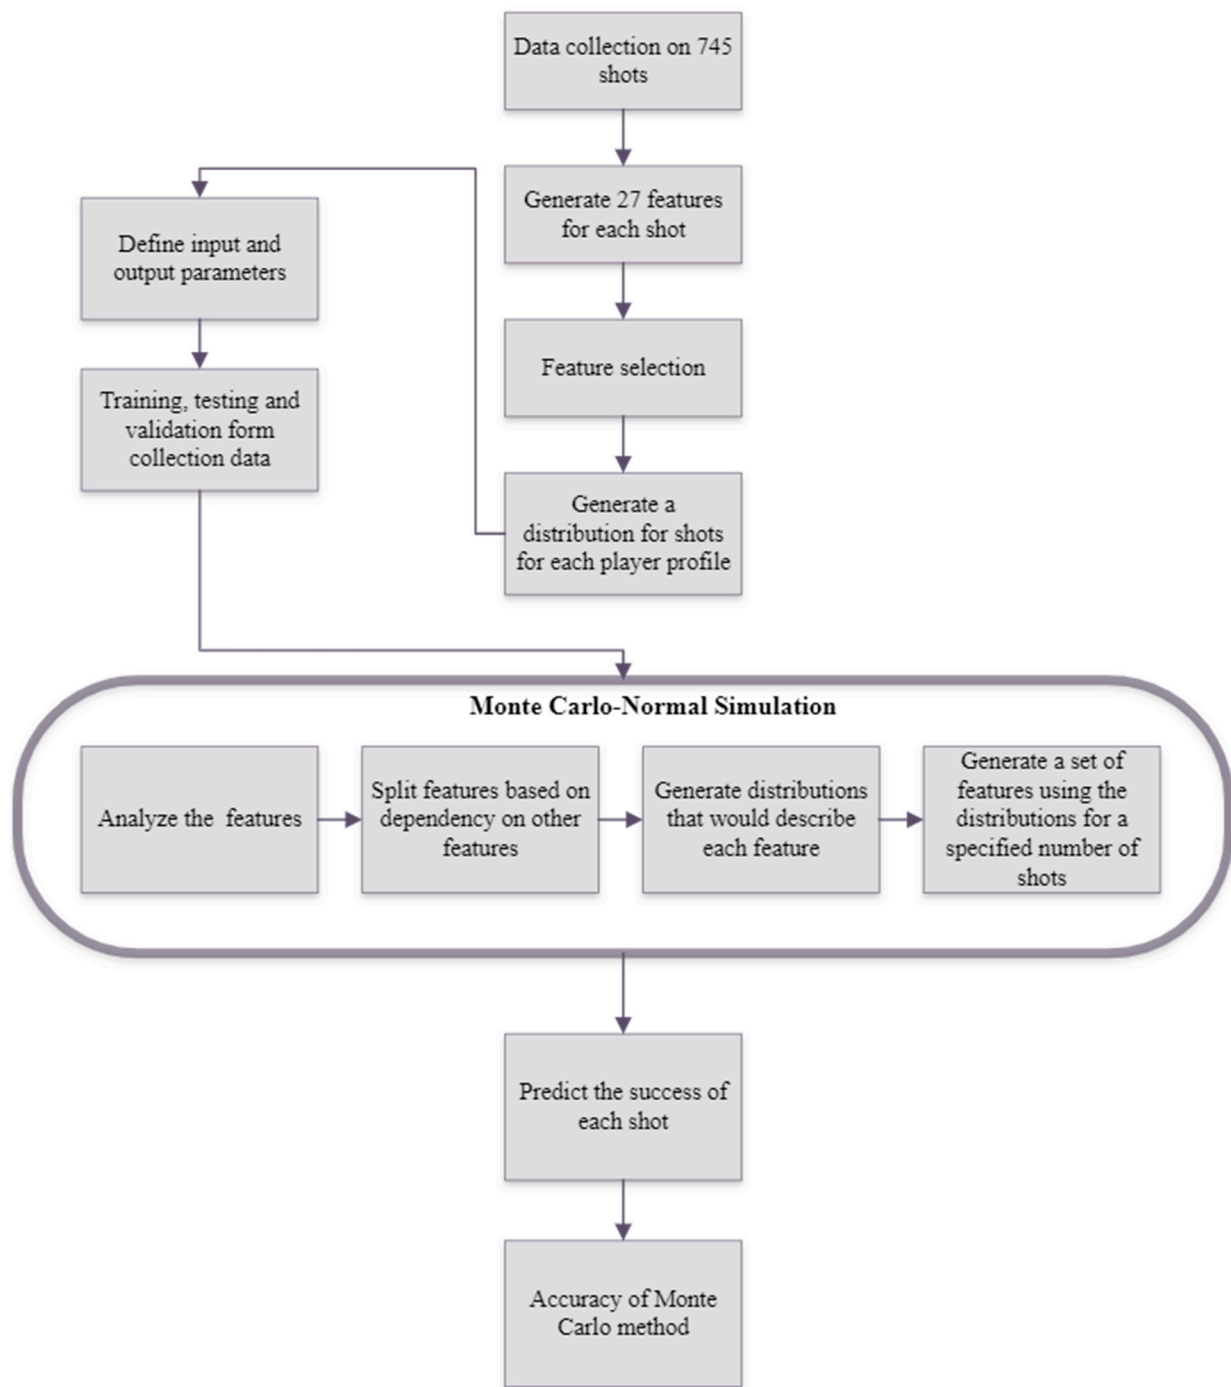 Data collection on 745
shots
Generate 27 features
for each shot
Feature selection
Generate a
distribution for shots
for each player profile
Define input and
output parameters
Training, testing and
validation form
collection data
Monte Carlo-Normal Simulation
Analyze the features
Split features based on
dependency on other
features
Generate distributions
that would describe
each feature
Generate a set of
features using the
distributions for a
specified number of
shots
Predict the success of
each shot
Accuracy of Monte
Carlo method